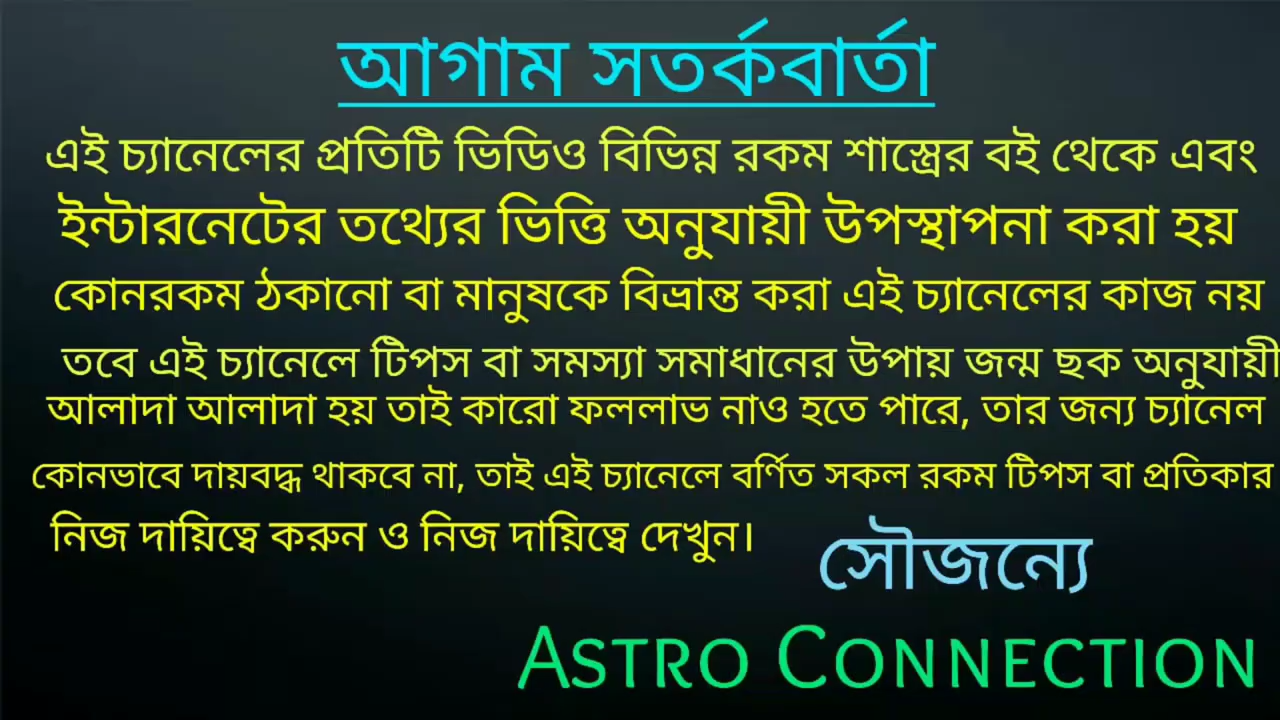 আগাম সতর্কবার্তা
এই চ্যানেলের প্রতিটি ভিডিও বিভিন্ন রকম শাস্ত্রের বই থেকে এবং
ইন্টারনেটের তথ্যের ভিত্তি অনুযায়ী উপস্থাপনা করা হয়
কোনরকম ঠকানো বা মানুষকে বিভ্রান্ত করা এই চ্যানেলের কাজ নয়
তবে এই চ্যানেলে টিপস বা সমস্যা সমাধানের উপায় জন্ম ছক অনুযায়ী
আলাদা আলাদা হয় তাই কারো ফললাভ নাও হতে পারে, তার জন্য চ্যানেল
কোনভাবে দায়বদ্ধ থাকবে না, তাই এই চ্যানেলে বর্ণিত সকল রকম টিপস বা প্রতিকার
নিজ দায়িত্বে করুন ও নিজ দায়িত্বে দেখুন।
সৌজন্যে
ASTRO CONNECTION